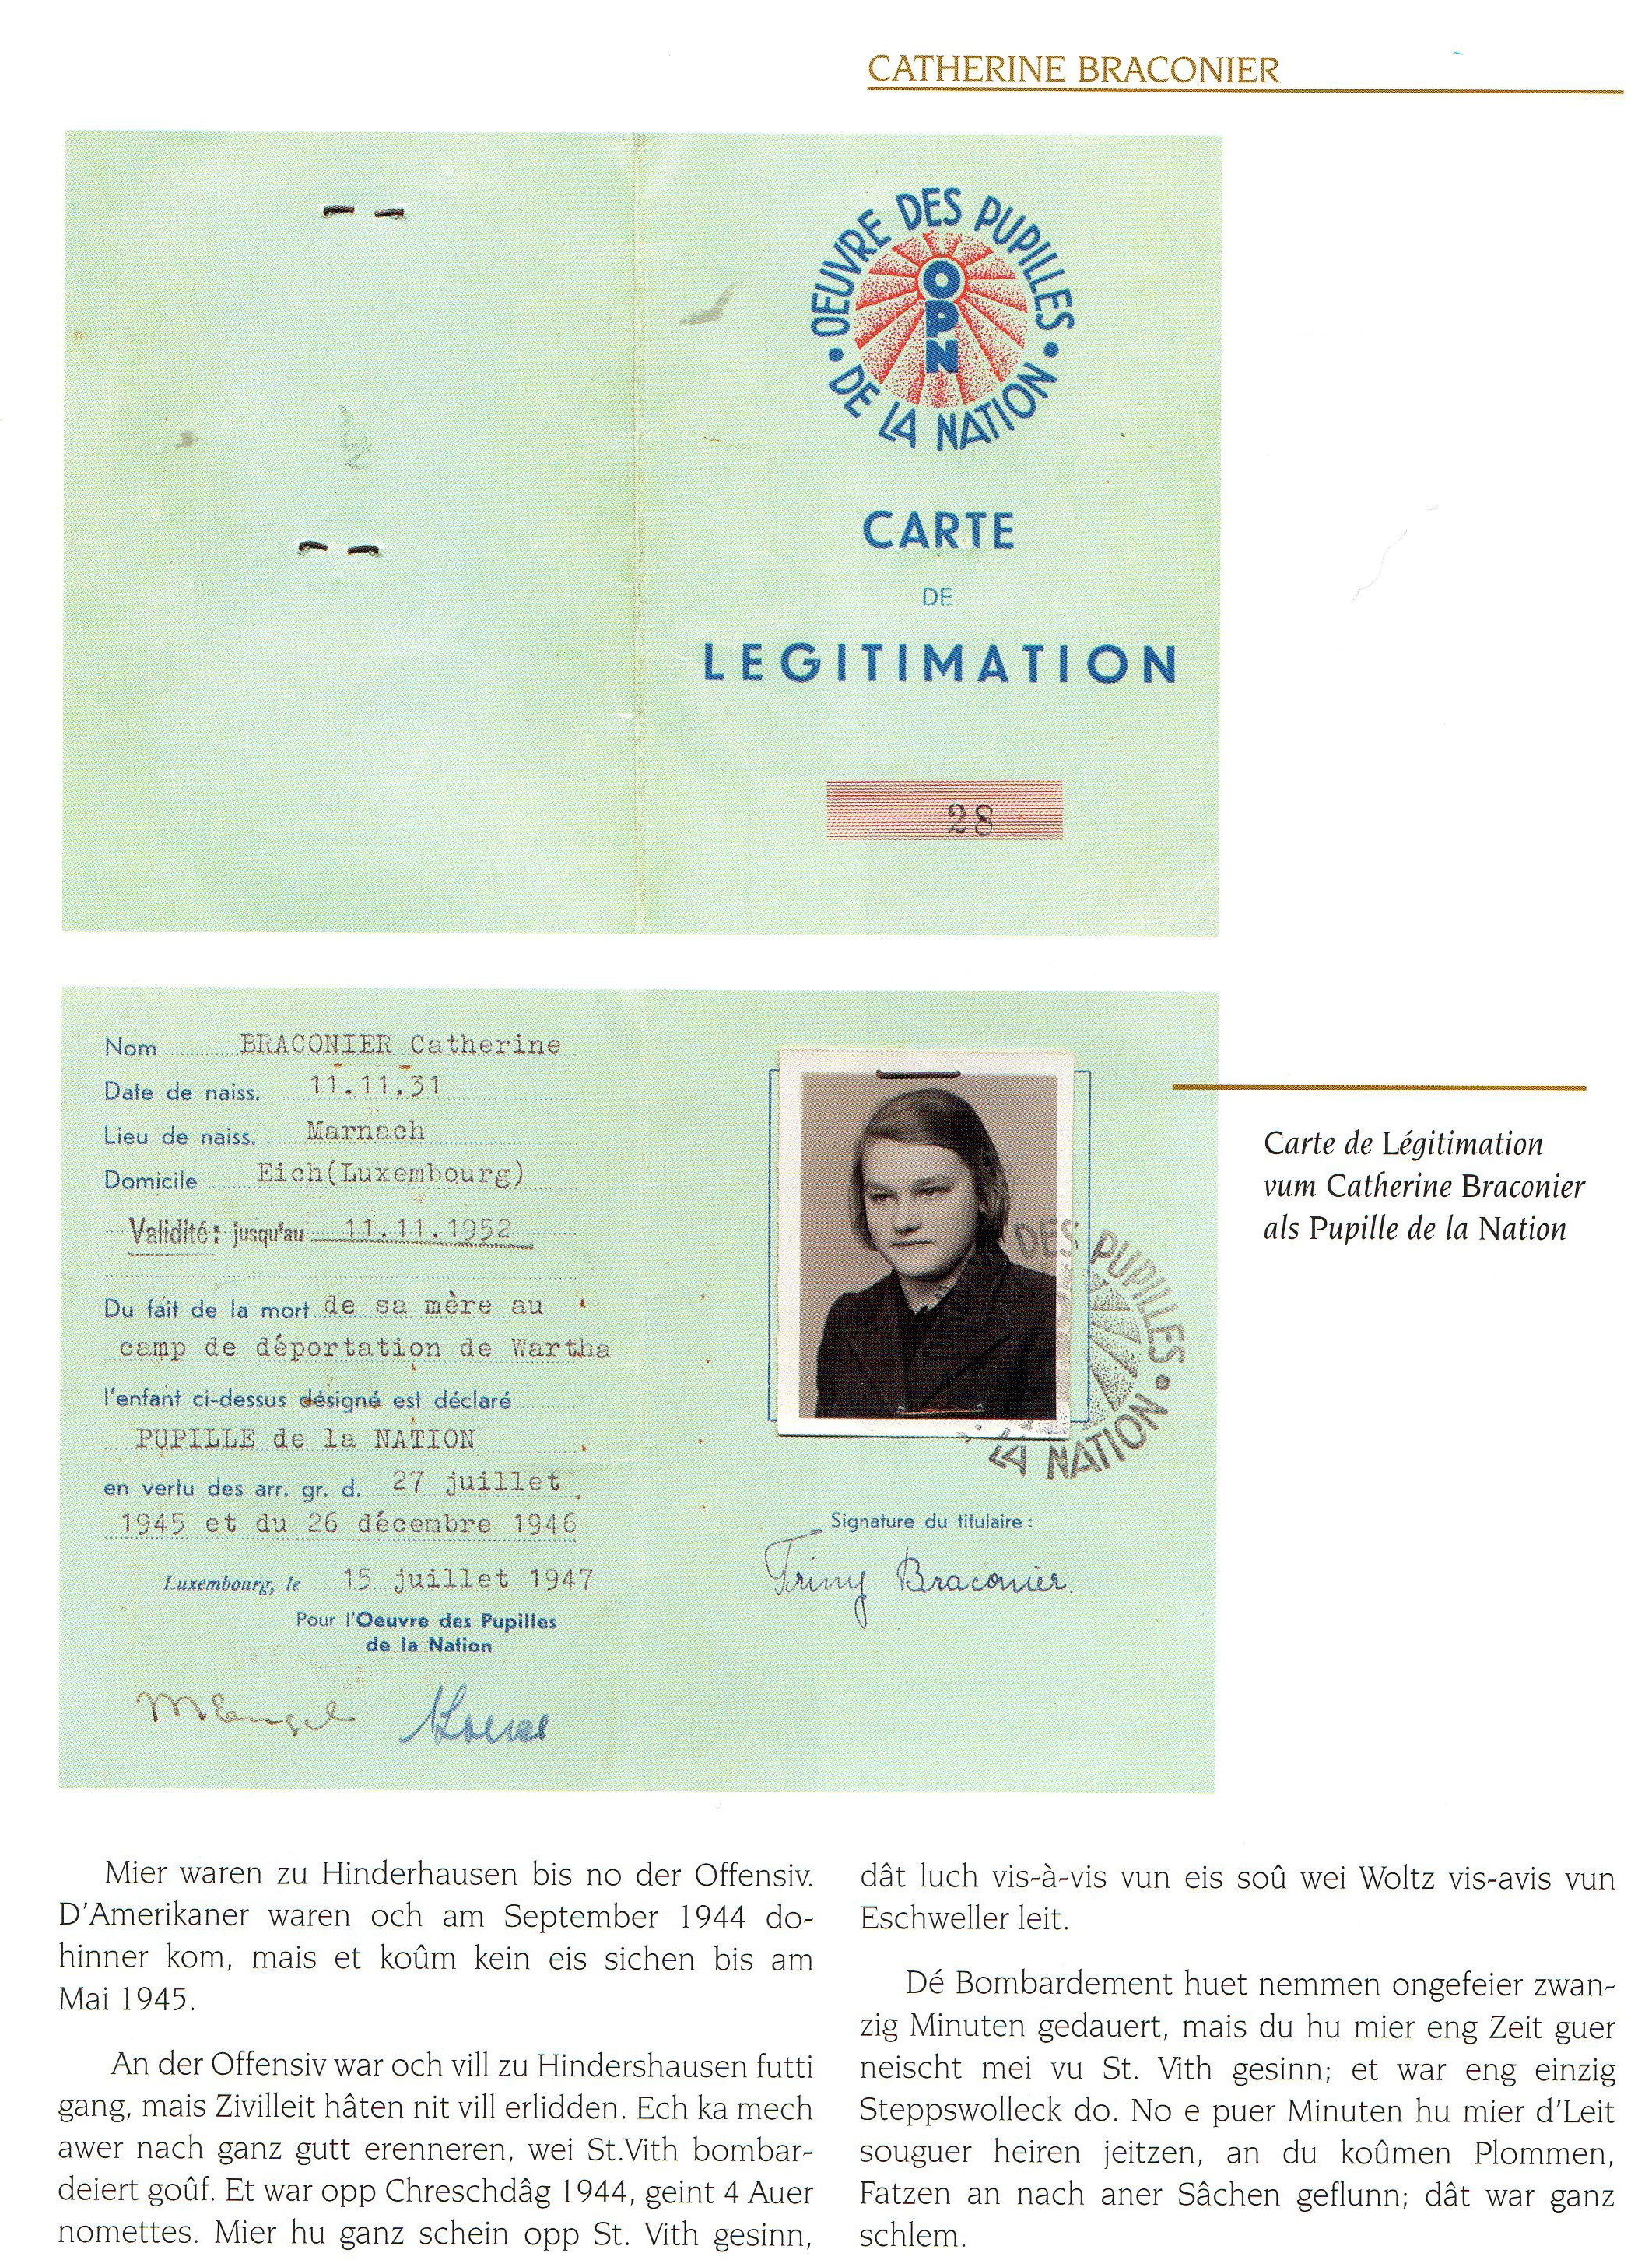 CATHERINE BRACONIER
OEUVRE DES PUPILLES
• DE LA NATION •
OPN
CARTE
DE
LEGITIMATION
28
Nom BRACONIER Catherine
Date de naiss. 11.11.31
Lieu de naiss. Marnach
Domicile Eich(Luxembourg)
Validité: jusqu'au 11.11.1952
Du fait de la mort de sa mère au
camp de déportation de Wartha
l'enfant ci-dessus désigné est déclaré
PUPILLE de la NATION
en vertu des arr. gr. d. 27 juillet
1945 et du 26 décembre 1946
Luxembourg, le 15 juillet 1947
Pour l'Oeuvre des Pupilles
de la Nation
DES PUPILLES •
LA NATION
Signature du titulaire :
Triny Braconier.
Carte de Légitimation
vum Catherine Braconier
als Pupille de la Nation
Mier waren zu Hinderhausen bis no der Offensiv.
D'Amerikaner waren och am September 1944 do-
hinner kom, mais et koûm kein eis sichen bis am
Mai 1945.
An der Offensiv war och vill zu Hindershausen futti
gang, mais Zivilleit hâten nit vill erlidden. Ech ka mech
awer nach ganz gutt erenneren, wei St.Vith bombar-
deiert goûf. Et war opp Chreschdâg 1944, geint 4 Auer
nomettes. Mier hu ganz schein opp St. Vith gesinn,
dât luch vis-à-vis vun eis soû wei Woltz vis-avis vun
Eschweller leit.
Dé Bombardement huet nemmen ongefeier zwan-
zig Minuten gedauert, mais du hu mier eng Zeit guer
neischt mei vu St. Vith gesinn; et war eng einzig
Steppswolleck do. No e puer Minuten hu mier d'Leit
souguer heiren jeitzen, an du koûmen Plommen,
Fatzen an nach aner Sâchen geflunn; dât war ganz
schlem.